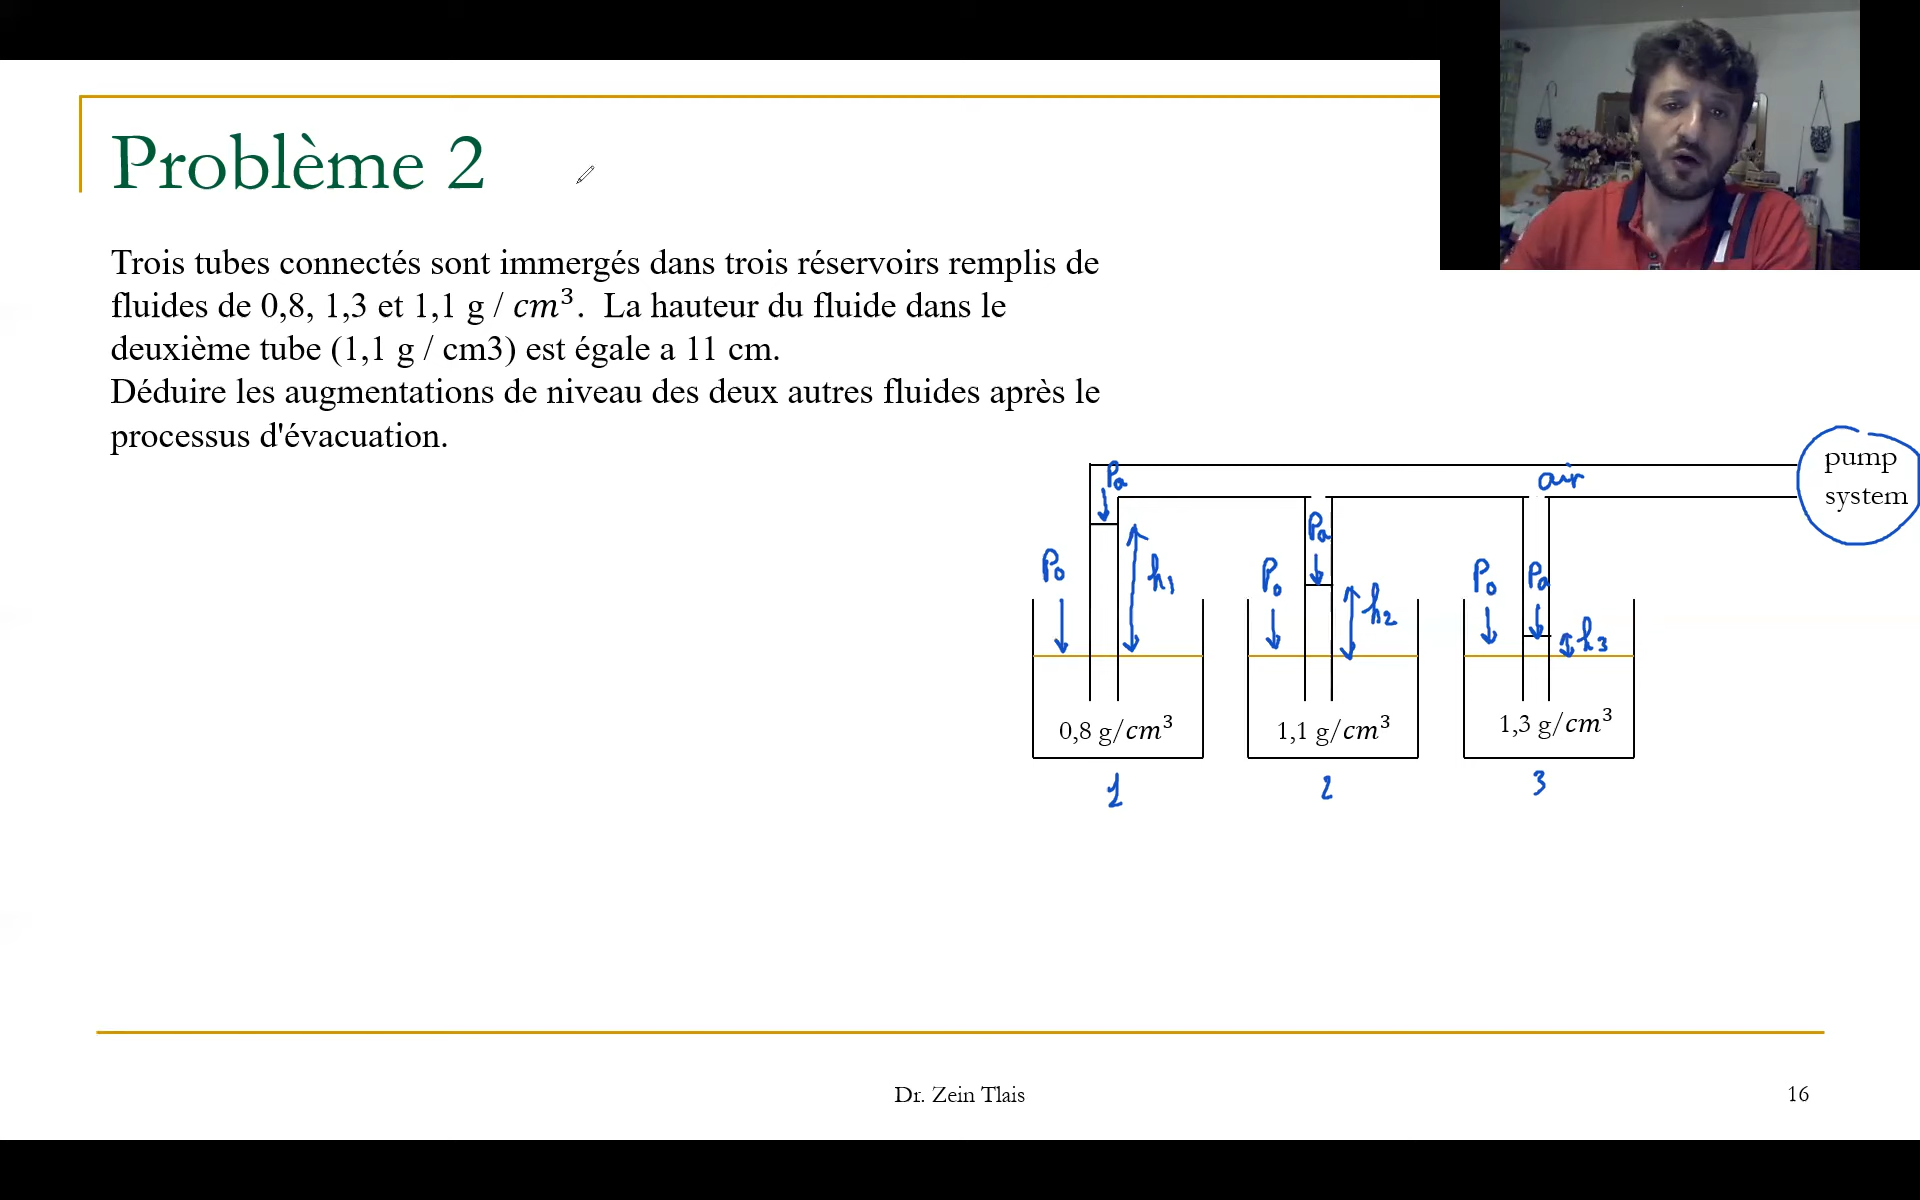 Problème 2
Trois tubes connectés sont immergés dans trois réservoirs remplis de
fluides de 0,8, 1,3 et 1,1 g / cm³.  La hauteur du fluide dans le
deuxième tube (1,1 g / cm3) est égale a 11 cm.
Déduire les augmentations de niveau des deux autres fluides après le
processus d'évacuation.
pump
system
air
Pa
Pa
Pa
P0
P0
P0
h1
h2
h3
0,8 g/cm³
1,1 g/cm³
1,3 g/cm³
1
2
3
Dr. Zein Tlais
16